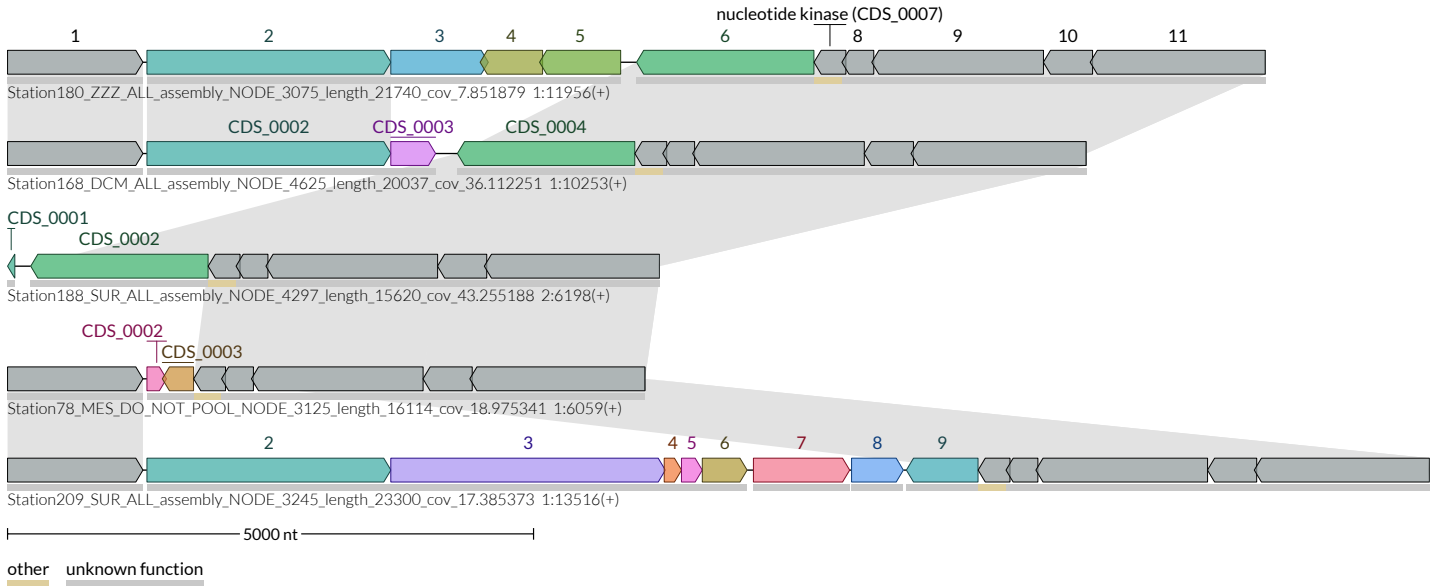 nucleotide kinase (CDS_0007)
1 2 3 4 5 6 8 9 10 11
Station180_ZZZ_ALL_assembly_NODE_3075_length_21740_cov_7.851879 1:11956(+)
CDS_0002 CDS_0003 CDS_0004
Station168_DCM_ALL_assembly_NODE_4625_length_20037_cov_36.112251 1:10253(+)
CDS_0001
CDS_0002
Station188_SUR_ALL_assembly_NODE_4297_length_15620_cov_43.255188 2:6198(+)
CDS_0002
CDS_0003
Station78_MES_DO_NOT_POOL_NODE_3125_length_16114_cov_18.975341 1:6059(+)
2 3 4 5 6 7 8 9
Station209_SUR_ALL_assembly_NODE_3245_length_23300_cov_17.385373 1:13516(+)
5000 nt
other unknown function